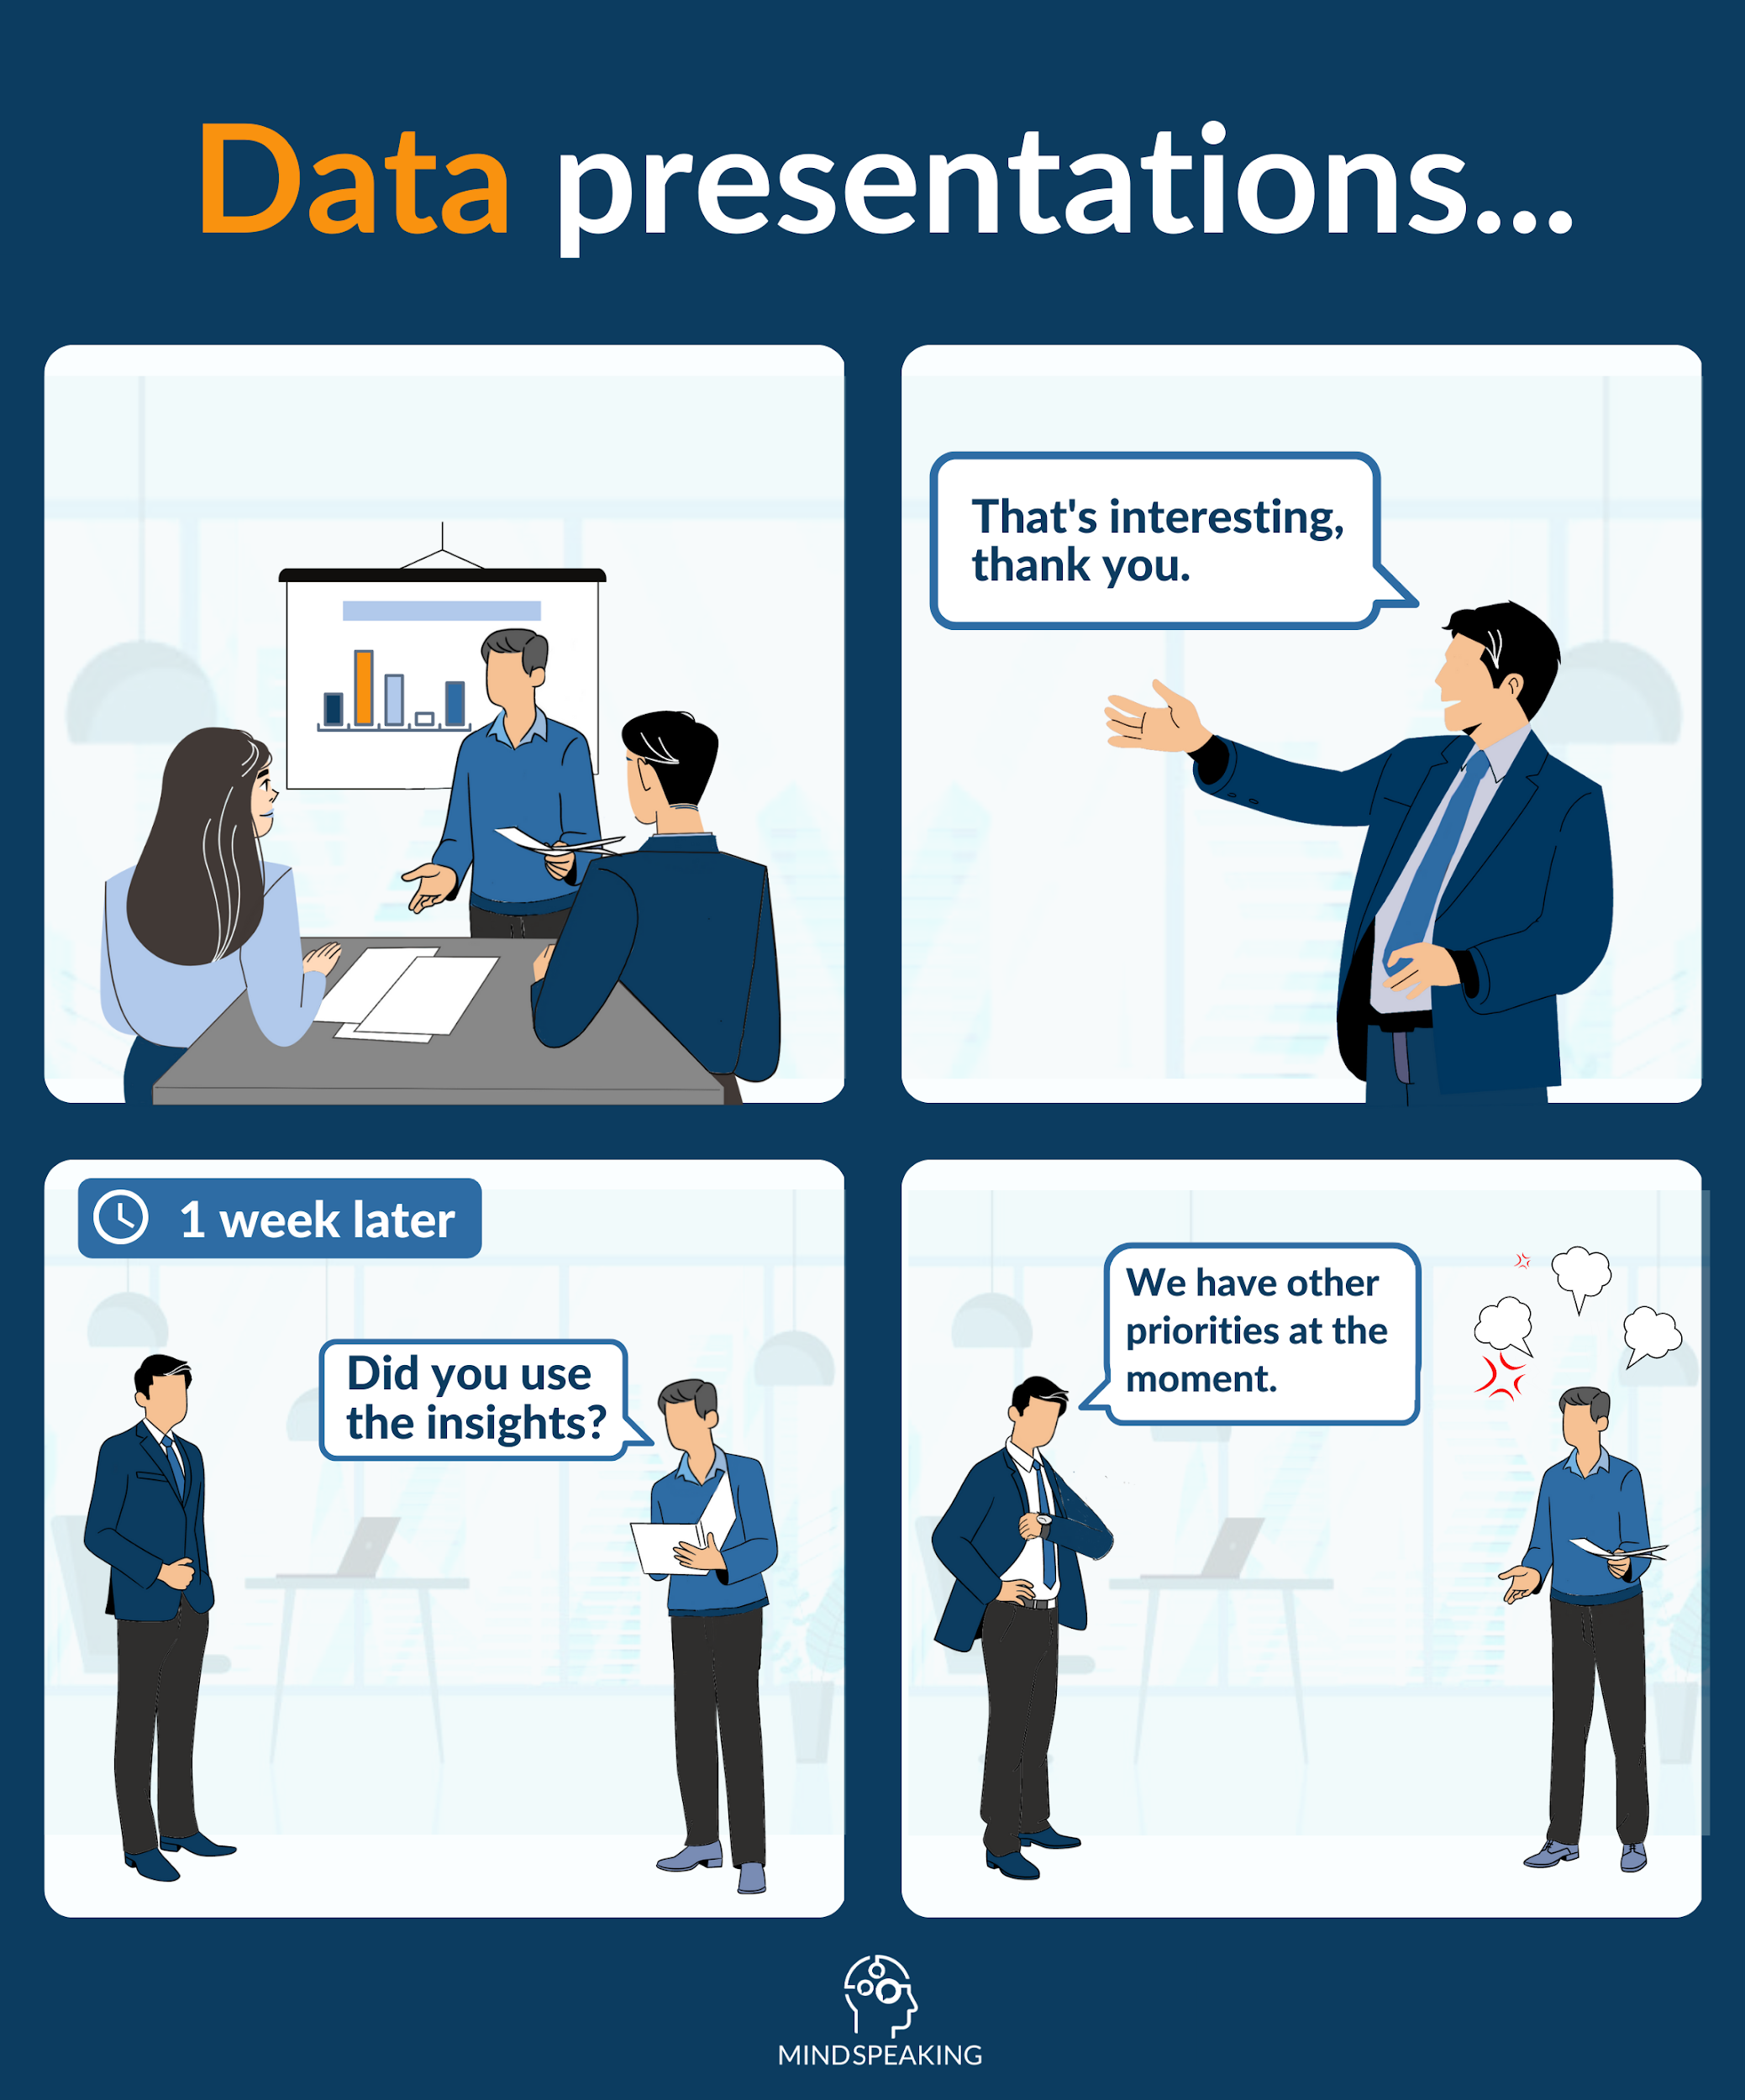 Data presentations...
That's interesting,
thank you.
1 week later
Did you use
the insights?
We have other
priorities at the
moment.
MINDSPEAKING